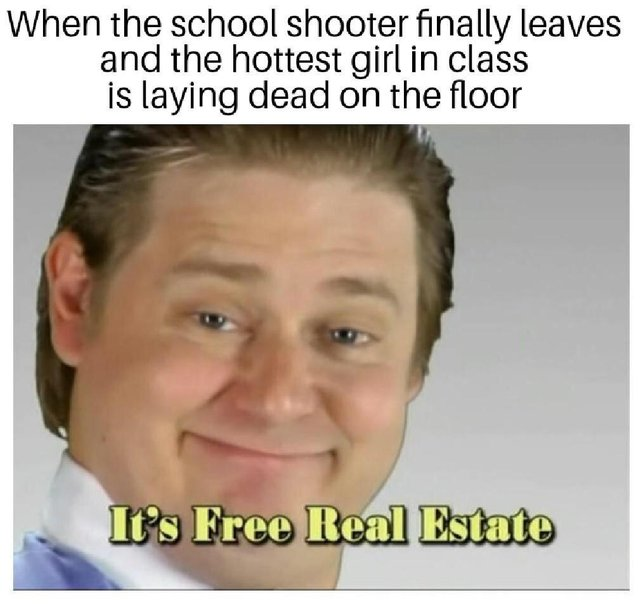 When the school shooter finally leaves
and the hottest girl in class
is laying dead on the floor
It's Free Real Estate